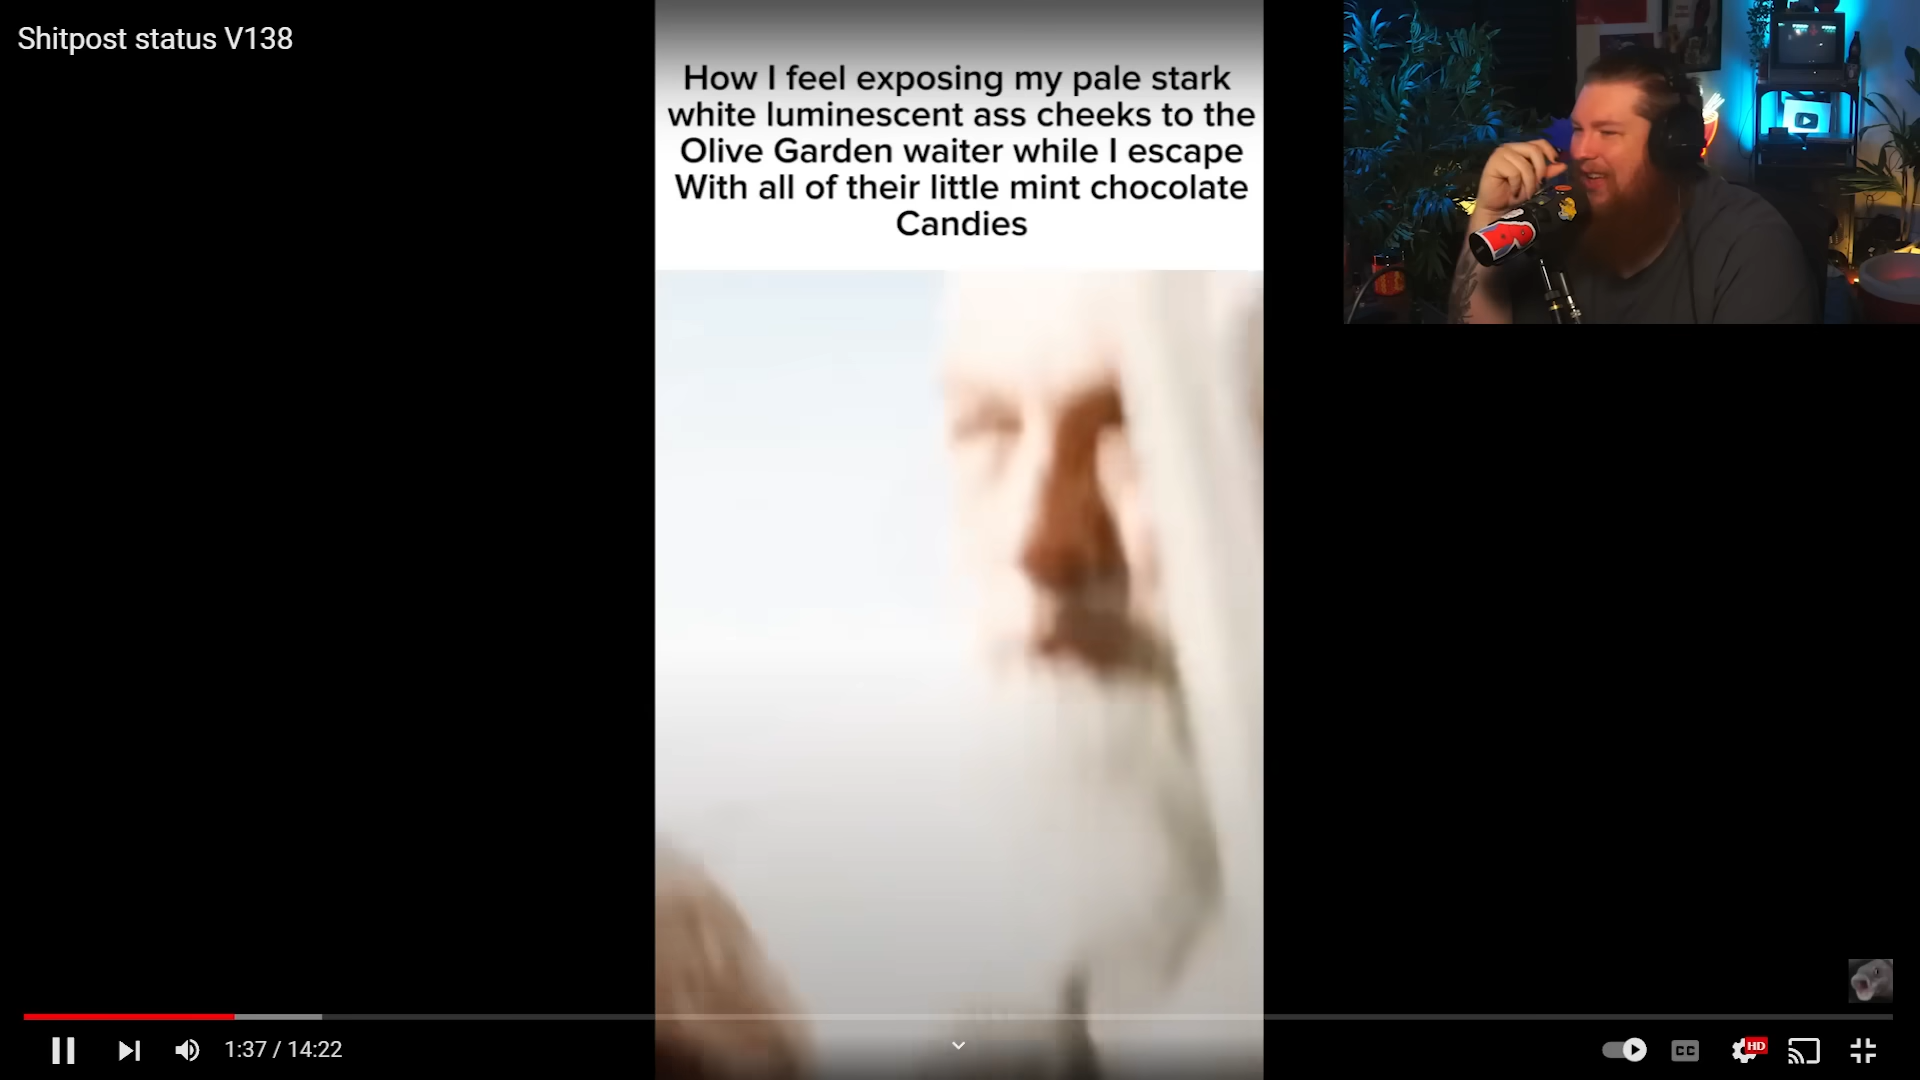 Shitpost status V138
How I feel exposing my pale stark
white luminescent ass cheeks to the
Olive Garden waiter while I escape
With all of their little mint chocolate
Candies
1:37 / 14:22
CC
HD